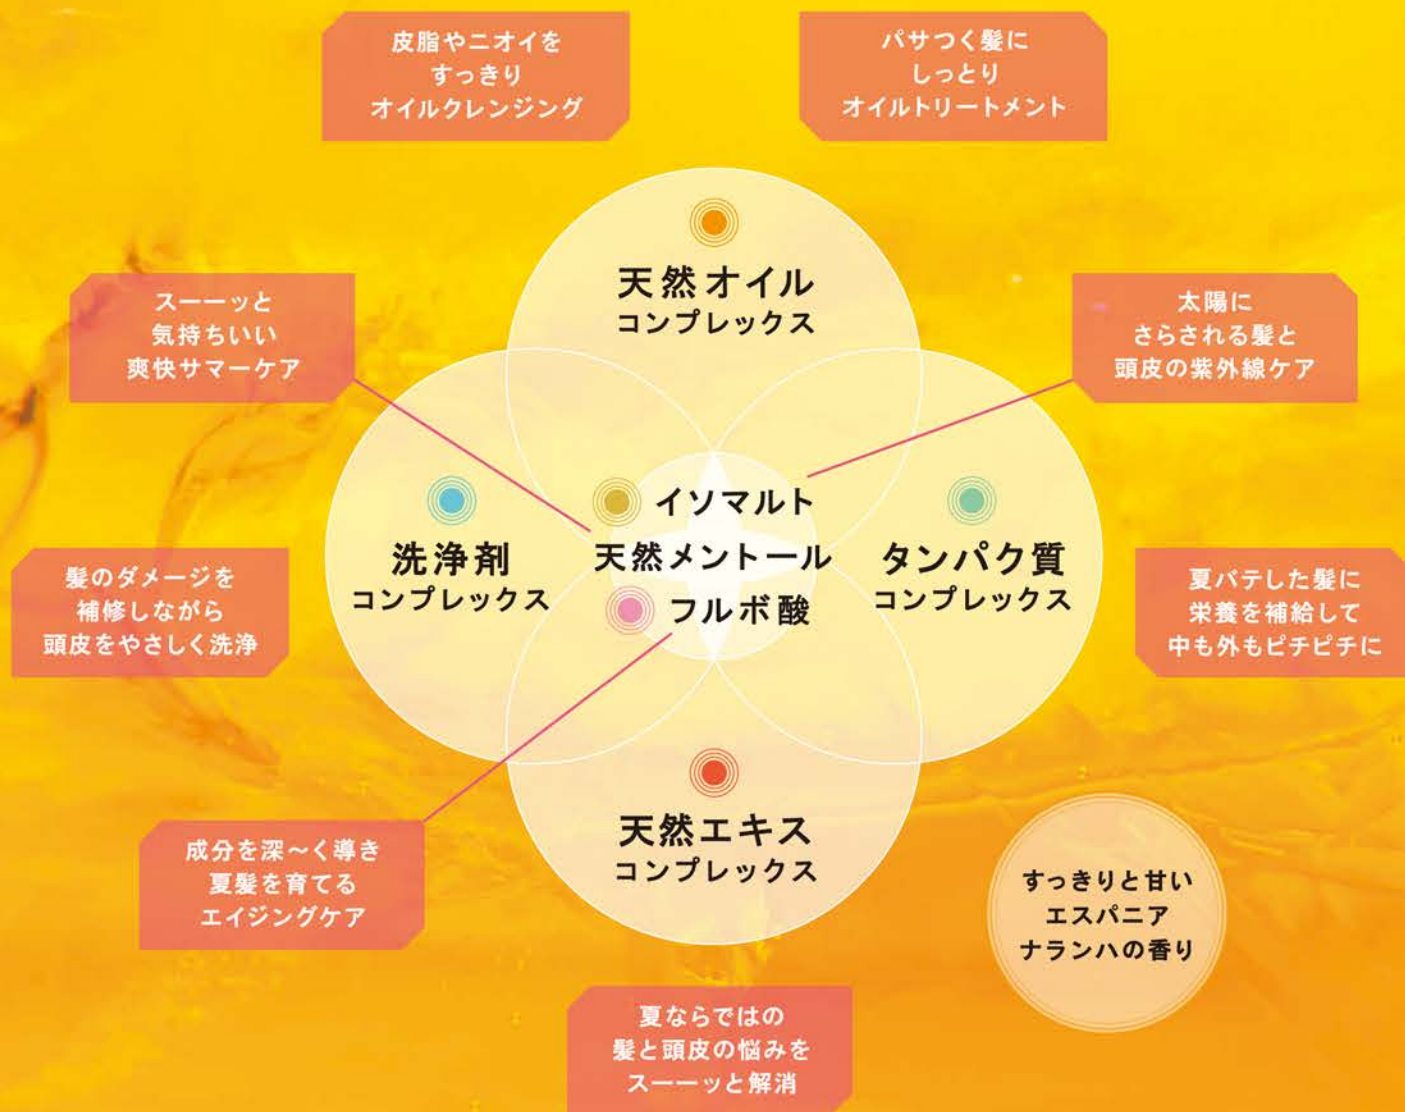 皮脂やニオイを
すっきり
オイルクレンジング
パサつく髪に
しっとり
オイルトリートメント
天然オイル
コンプレックス
スーーッと
気持ちいい
爽快サマーケア
太陽に
さらされる髪と
頭皮の紫外線ケア
イソマルト
天然メントール
フルボ酸
洗浄剤
コンプレックス
タンパク質
コンプレックス
髪のダメージを
補修しながら
頭皮をやさしく洗浄
夏バテした髪に
栄養を補給して
中も外もピチピチに
天然エキス
コンプレックス
成分を深〜く導き
夏髪を育てる
エイジングケア
すっきりと甘い
エスパニア
ナランハの香り
夏ならではの
髪と頭皮の悩みを
スーーッと解消